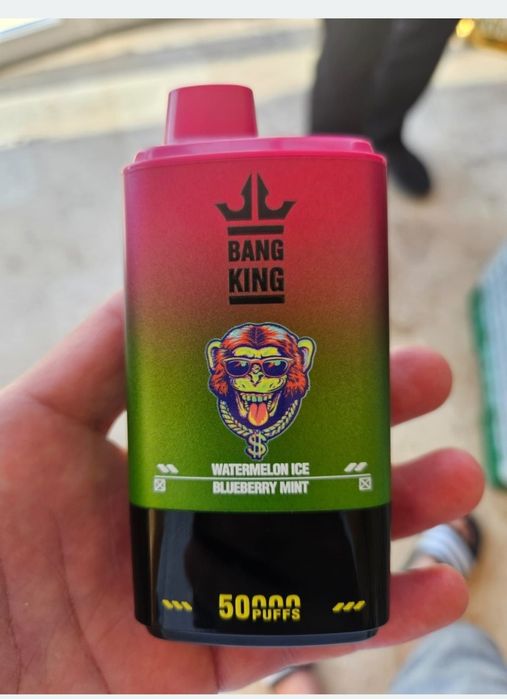 BANG
KING
$
WATERMELON ICE
BLUEBERRY MINT
50000
PUFFS